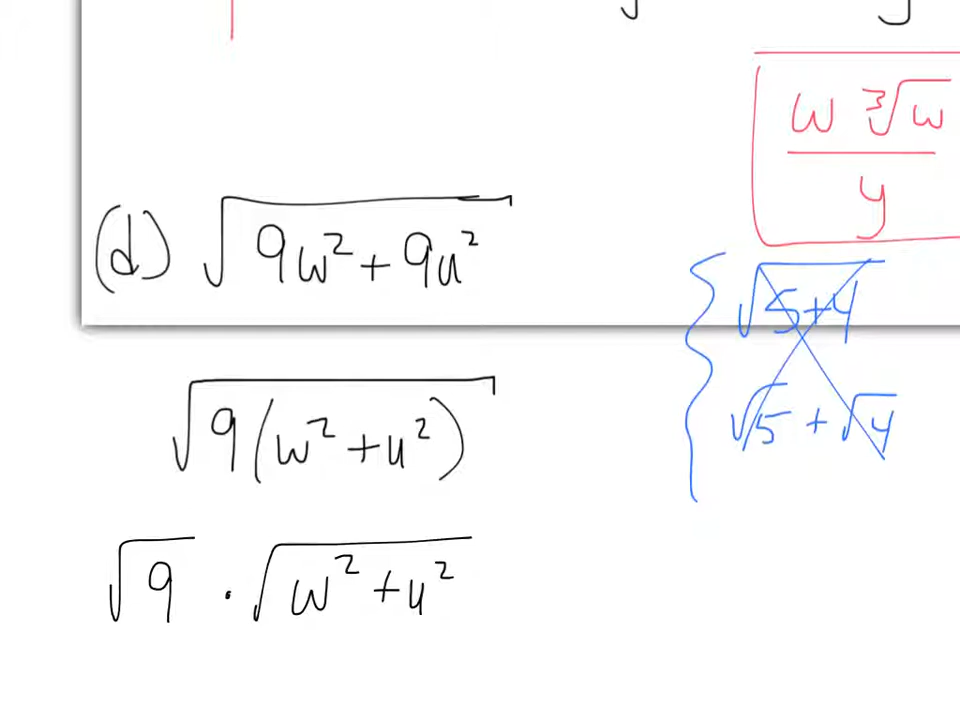 w ∛w
y
(d) √(9w² + 9u²)
√5+4
√5 + √4
√(9(w² + u²))
√9 · √(w² + u²)